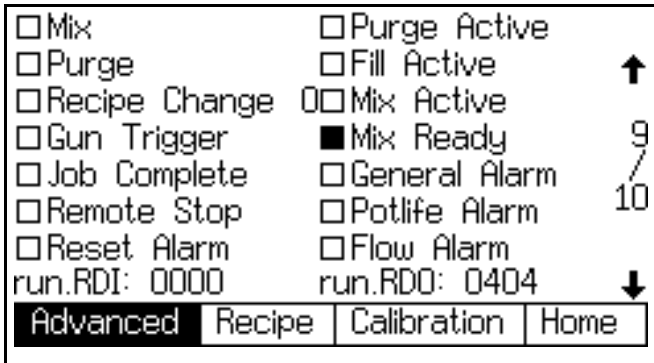 □Mix □Purge Active
□Purge □Fill Active
□Recipe Change 0□Mix Active
□Gun Trigger ■Mix Ready
□Job Complete □General Alarm
□Remote Stop □Potlife Alarm
□Reset Alarm □Flow Alarm
run.RDI: 0000 run.RDO: 0404
9/10
Advanced Recipe Calibration Home